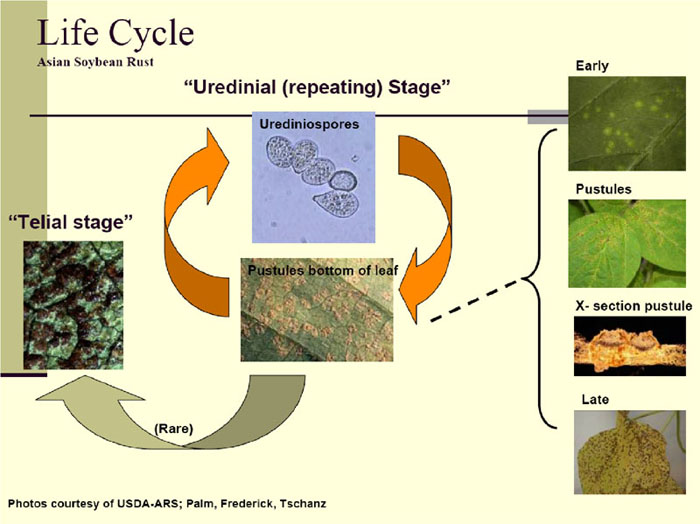 Life Cycle
Asian Soybean Rust
“Uredinial (repeating) Stage”
Early
Urediniospores
Pustules
“Telial stage”
Pustules bottom of leaf
X- section pustule
Late
(Rare)
Photos courtesy of USDA-ARS; Palm, Frederick, Tschanz